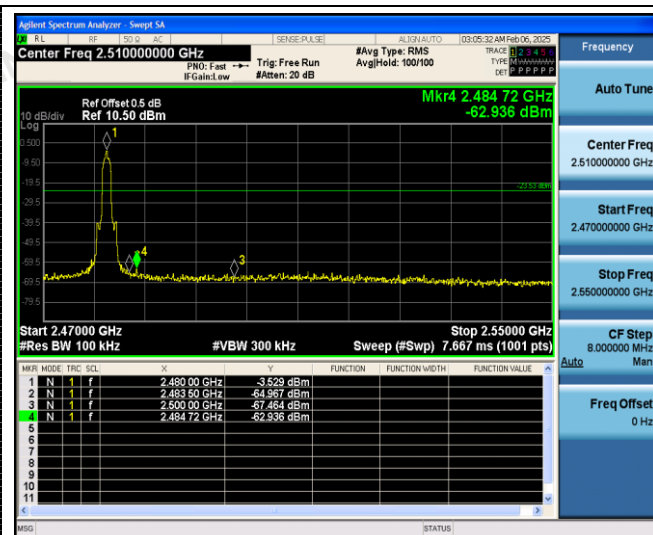 Agilent Spectrum Analyzer - Swept SA
RL RF 50 Ω AC SENSE:PULSE ALIGN AUTO 03:05:32 AM Feb 06, 2025
Center Freq 2.510000000 GHz
PNO: Fast
IFGain:Low
Trig: Free Run
#Atten: 20 dB
#Avg Type: RMS
Avg|Hold: 100/100
TRACE 1 2 3 4 5 6
TYPE M
DET P P P P P P
Ref Offset 0.5 dB
10 dB/div Ref 10.50 dBm
Log
Mkr4 2.484 72 GHz
-62.936 dBm
1
0.500
-9.50
-19.5
-23.53 dBm
-29.5
-39.5
-49.5
-59.5
4
3
-69.5
-79.5
Start 2.47000 GHz Stop 2.55000 GHz
#Res BW 100 kHz #VBW 300 kHz Sweep (#Swp) 7.667 ms (1001 pts)
MKR MODE TRC SCL X Y FUNCTION FUNCTION WIDTH FUNCTION VALUE
1 N 1 f 2.480 00 GHz -3.529 dBm
2 N 1 f 2.483 50 GHz -64.967 dBm
3 N 1 f 2.500 00 GHz -67.464 dBm
4 N 1 f 2.484 72 GHz -62.936 dBm
5
6
7
8
9
10
11
MSG STATUS
Frequency
Auto Tune
Center Freq
2.510000000 GHz
Start Freq
2.470000000 GHz
Stop Freq
2.550000000 GHz
CF Step
8.000000 MHz
Auto Man
Freq Offset
0 Hz